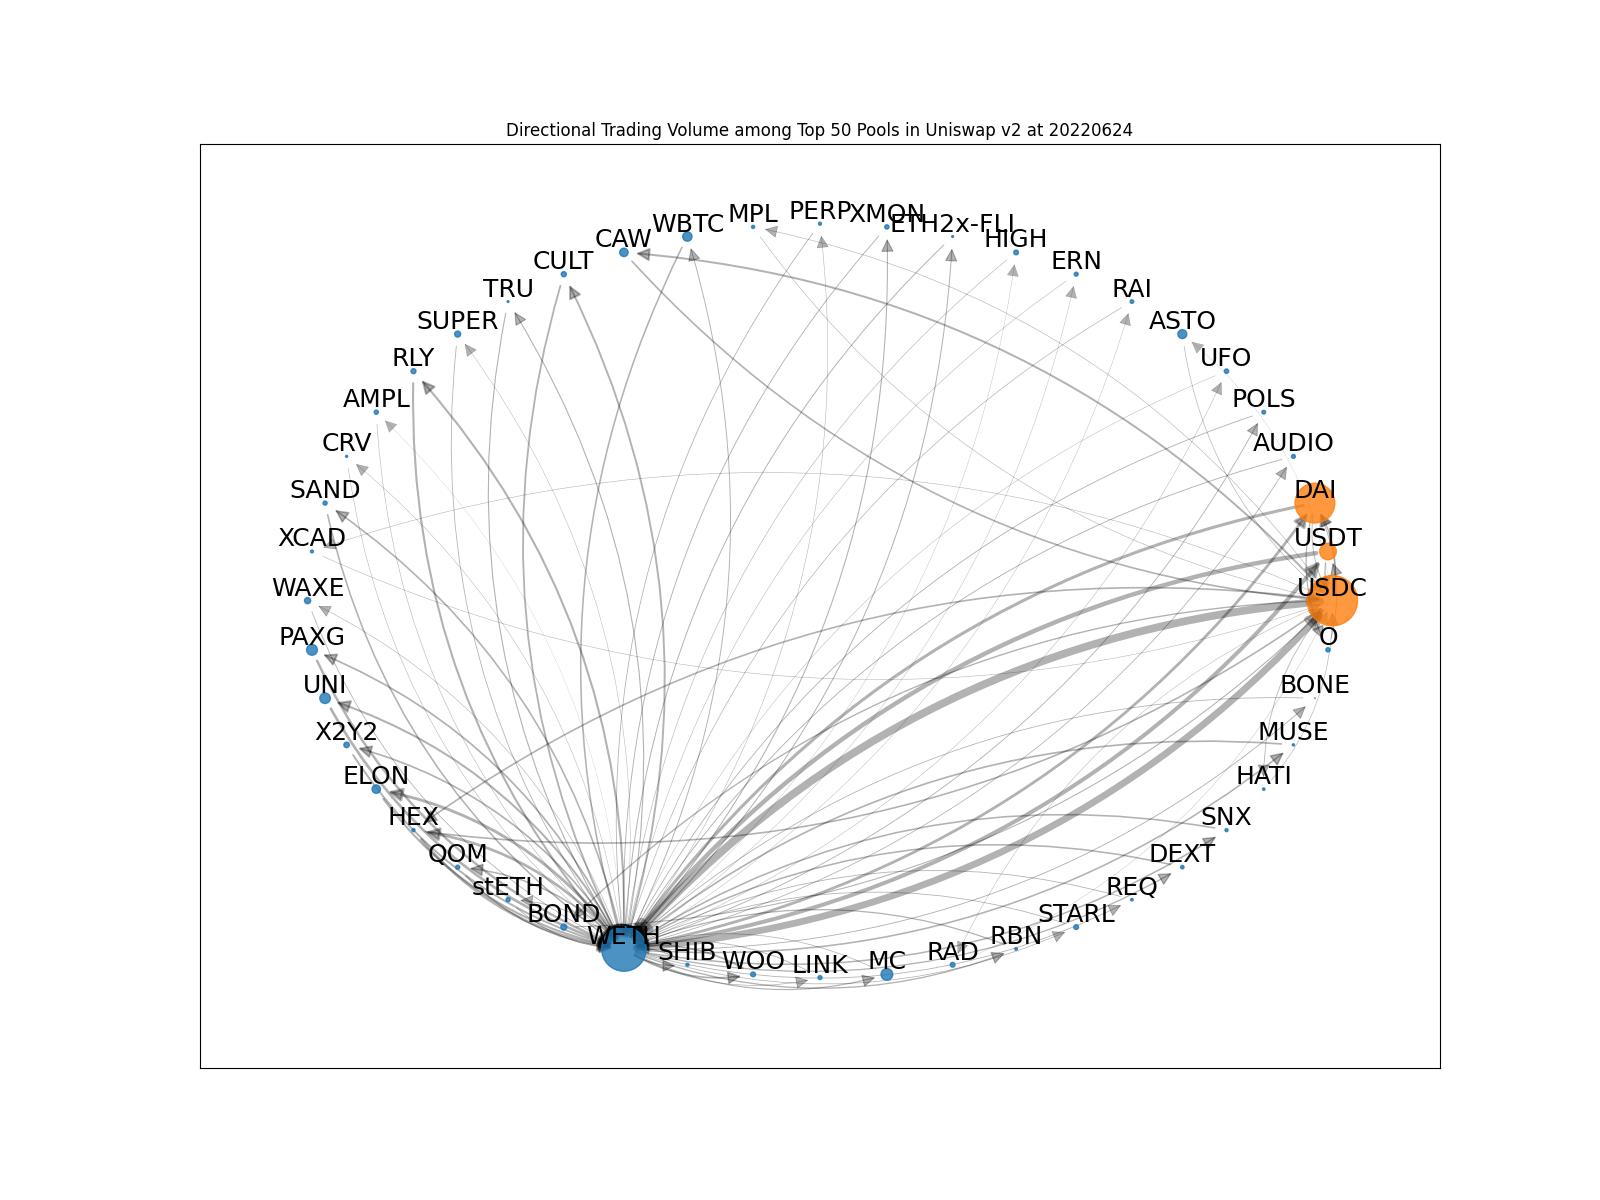 Directional Trading Volume among Top 50 Pools in Uniswap v2 at 20220624
MPL
PERP
XMON
WBTC
ETH2x-FLI
CAW
HIGH
CULT
ERN
TRU
RAI
SUPER
ASTO
RLY
UFO
AMPL
POLS
CRV
AUDIO
SAND
DAI
XCAD
USDT
WAXE
USDC
PAXG
O
UNI
BONE
X2Y2
MUSE
ELON
HATI
HEX
SNX
QOM
DEXT
stETH
REQ
BOND
STARL
WETH
RBN
SHIB
RAD
WOO
MC
LINK